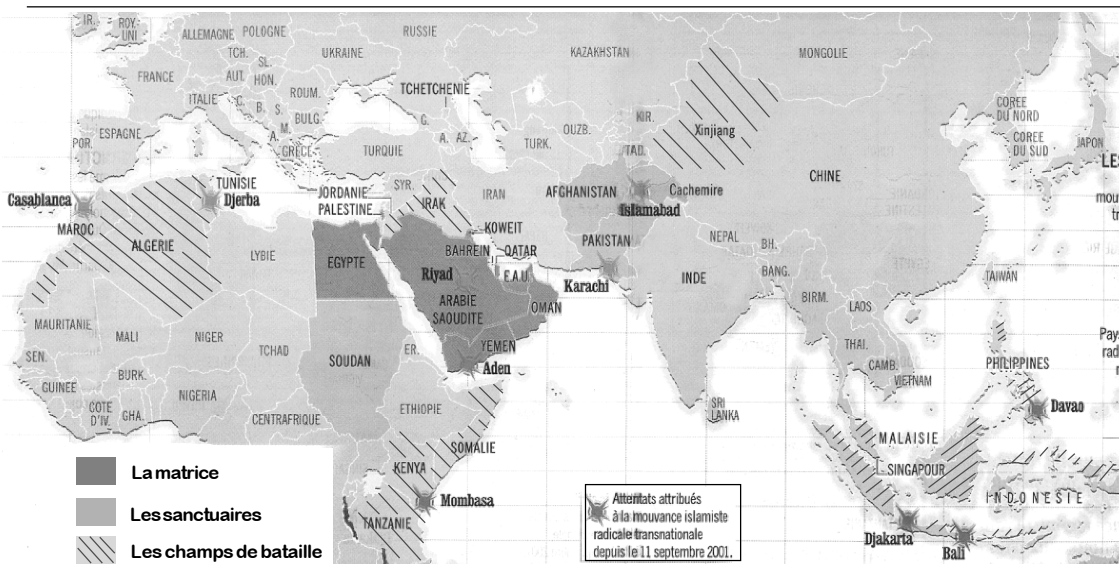 IR.
ROY.
UNI
ALLEMAGNE
POLOGNE
RUSSIE
TCH.
SL.
UKRAINE
KAZAKHSTAN
MONGOLIE
FRANCE
AUT.
HON.
ROUM.
TCHETCHENIE
ITALIE
C.
B.
S.
M.
A.
BULG.
G.
A.
AZ.
OUZB.
KIR.
Xinjiang
COREE
DU NORD
POR.
ESPAGNE
GRÈCE
TURQUIE
TURK.
TAD.
COREE
DU SUD
JAPON
LES
CHINE
Casablanca
TUNISIE
Djerba
JORDANIE
PALESTINE
SYR.
IRAK
IRAN
AFGHANISTAN
Cachemire
Islamabad
mou
tr
MAROC
ALGERIE
LYBIE
EGYPTE
KOWEIT
BAHREIN
QATAR
E.A.U.
PAKISTAN
NEPAL
BH.
Riyad
ARABIE
SAOUDITE
OMAN
Karachi
INDE
BANG.
BIRM.
LAOS
TAIWAN
MAURITANIE
MALI
NIGER
TCHAD
SOUDAN
ER.
YEMEN
Aden
THAI.
CAMB.
VIETNAM
PHILIPPINES
Pays
rad
SEN.
GUINEE
BURK.
COTE
D'IV.
GHA.
NIGERIA
CENTRAFRIQUE
ETHIOPIE
SRI
LANKA
Davao
SOMALIE
KENYA
MALAISIE
SINGAPOUR
Mombasa
TANZANIE
INDONESIE
Djakarta
Bali
La matrice
Les sanctuaires
Les champs de bataille
Attentats attribués
à la mouvance islamiste
radicale transnationale
depuis le 11 septembre 2001.